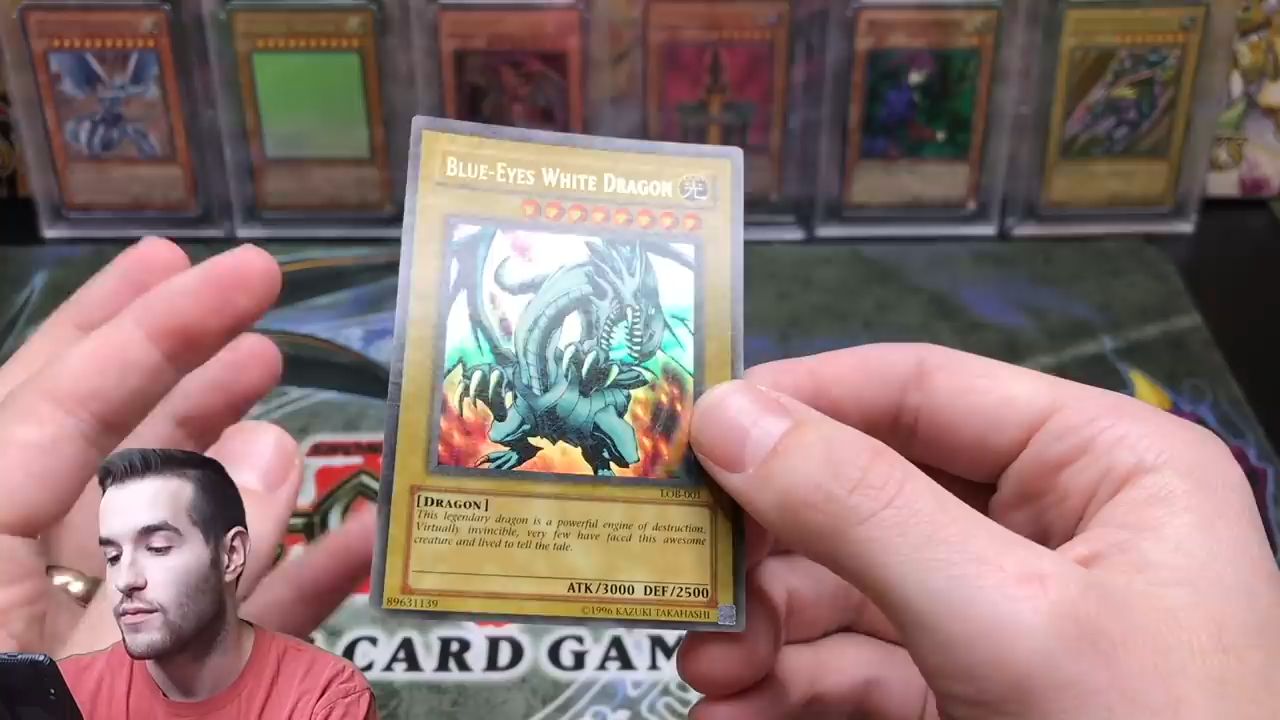 BLUE-EYES WHITE DRAGON 光
LOB-001
[DRAGON]
This legendary dragon is a powerful engine of destruction.
Virtually invincible, very few have faced this awesome
creature and lived to tell the tale.
ATK/3000 DEF/2500
89631139
©1996 KAZUKI TAKAHASHI
CARD GAM